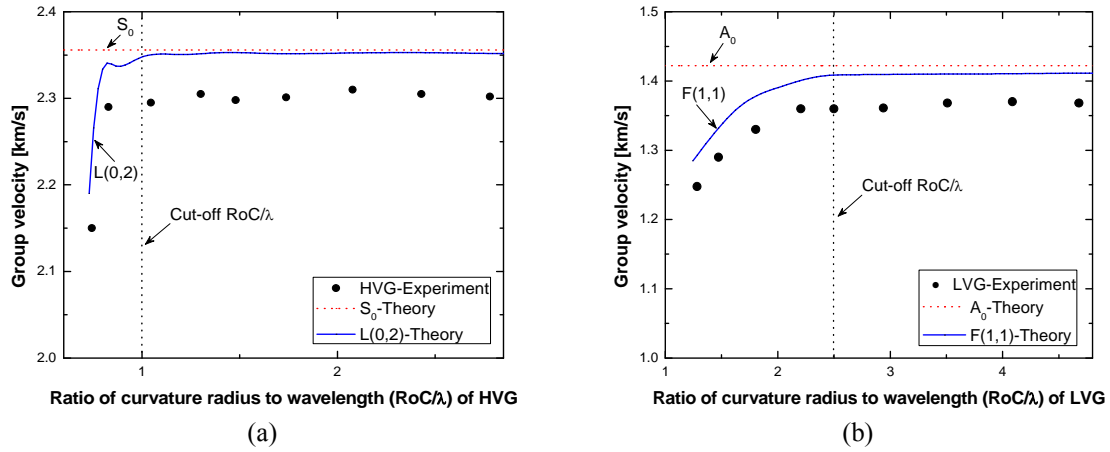 2.4
2.3
2.2
2.1
2.0
1
2
Group velocity [km/s]
S₀
L(0,2)
Cut-off RoC/λ
HVG-Experiment
S₀-Theory
L(0,2)-Theory
Ratio of curvature radius to wavelength (RoC/λ) of HVG
(a)
1.5
1.4
1.3
1.2
1.1
1.0
1
2
3
4
Group velocity [km/s]
A₀
F(1,1)
Cut-off RoC/λ
LVG-Experiment
A₀-Theory
F(1,1)-Theory
Ratio of curvature radius to wavelength (RoC/λ) of LVG
(b)